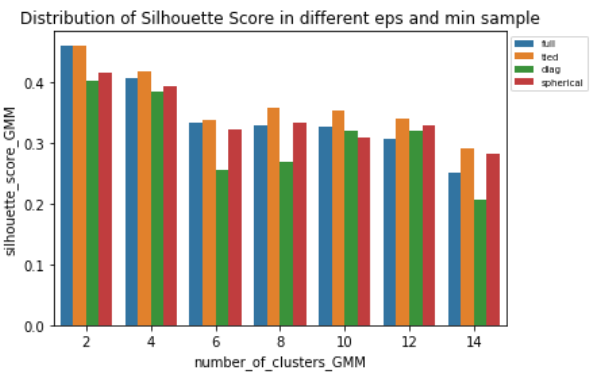 Distribution of Silhouette Score in different eps and min sample
full
tied
diag
spherical
silhouette_score_GMM
0.4
0.3
0.2
0.1
0.0
2 4 6 8 10 12 14
number_of_clusters_GMM